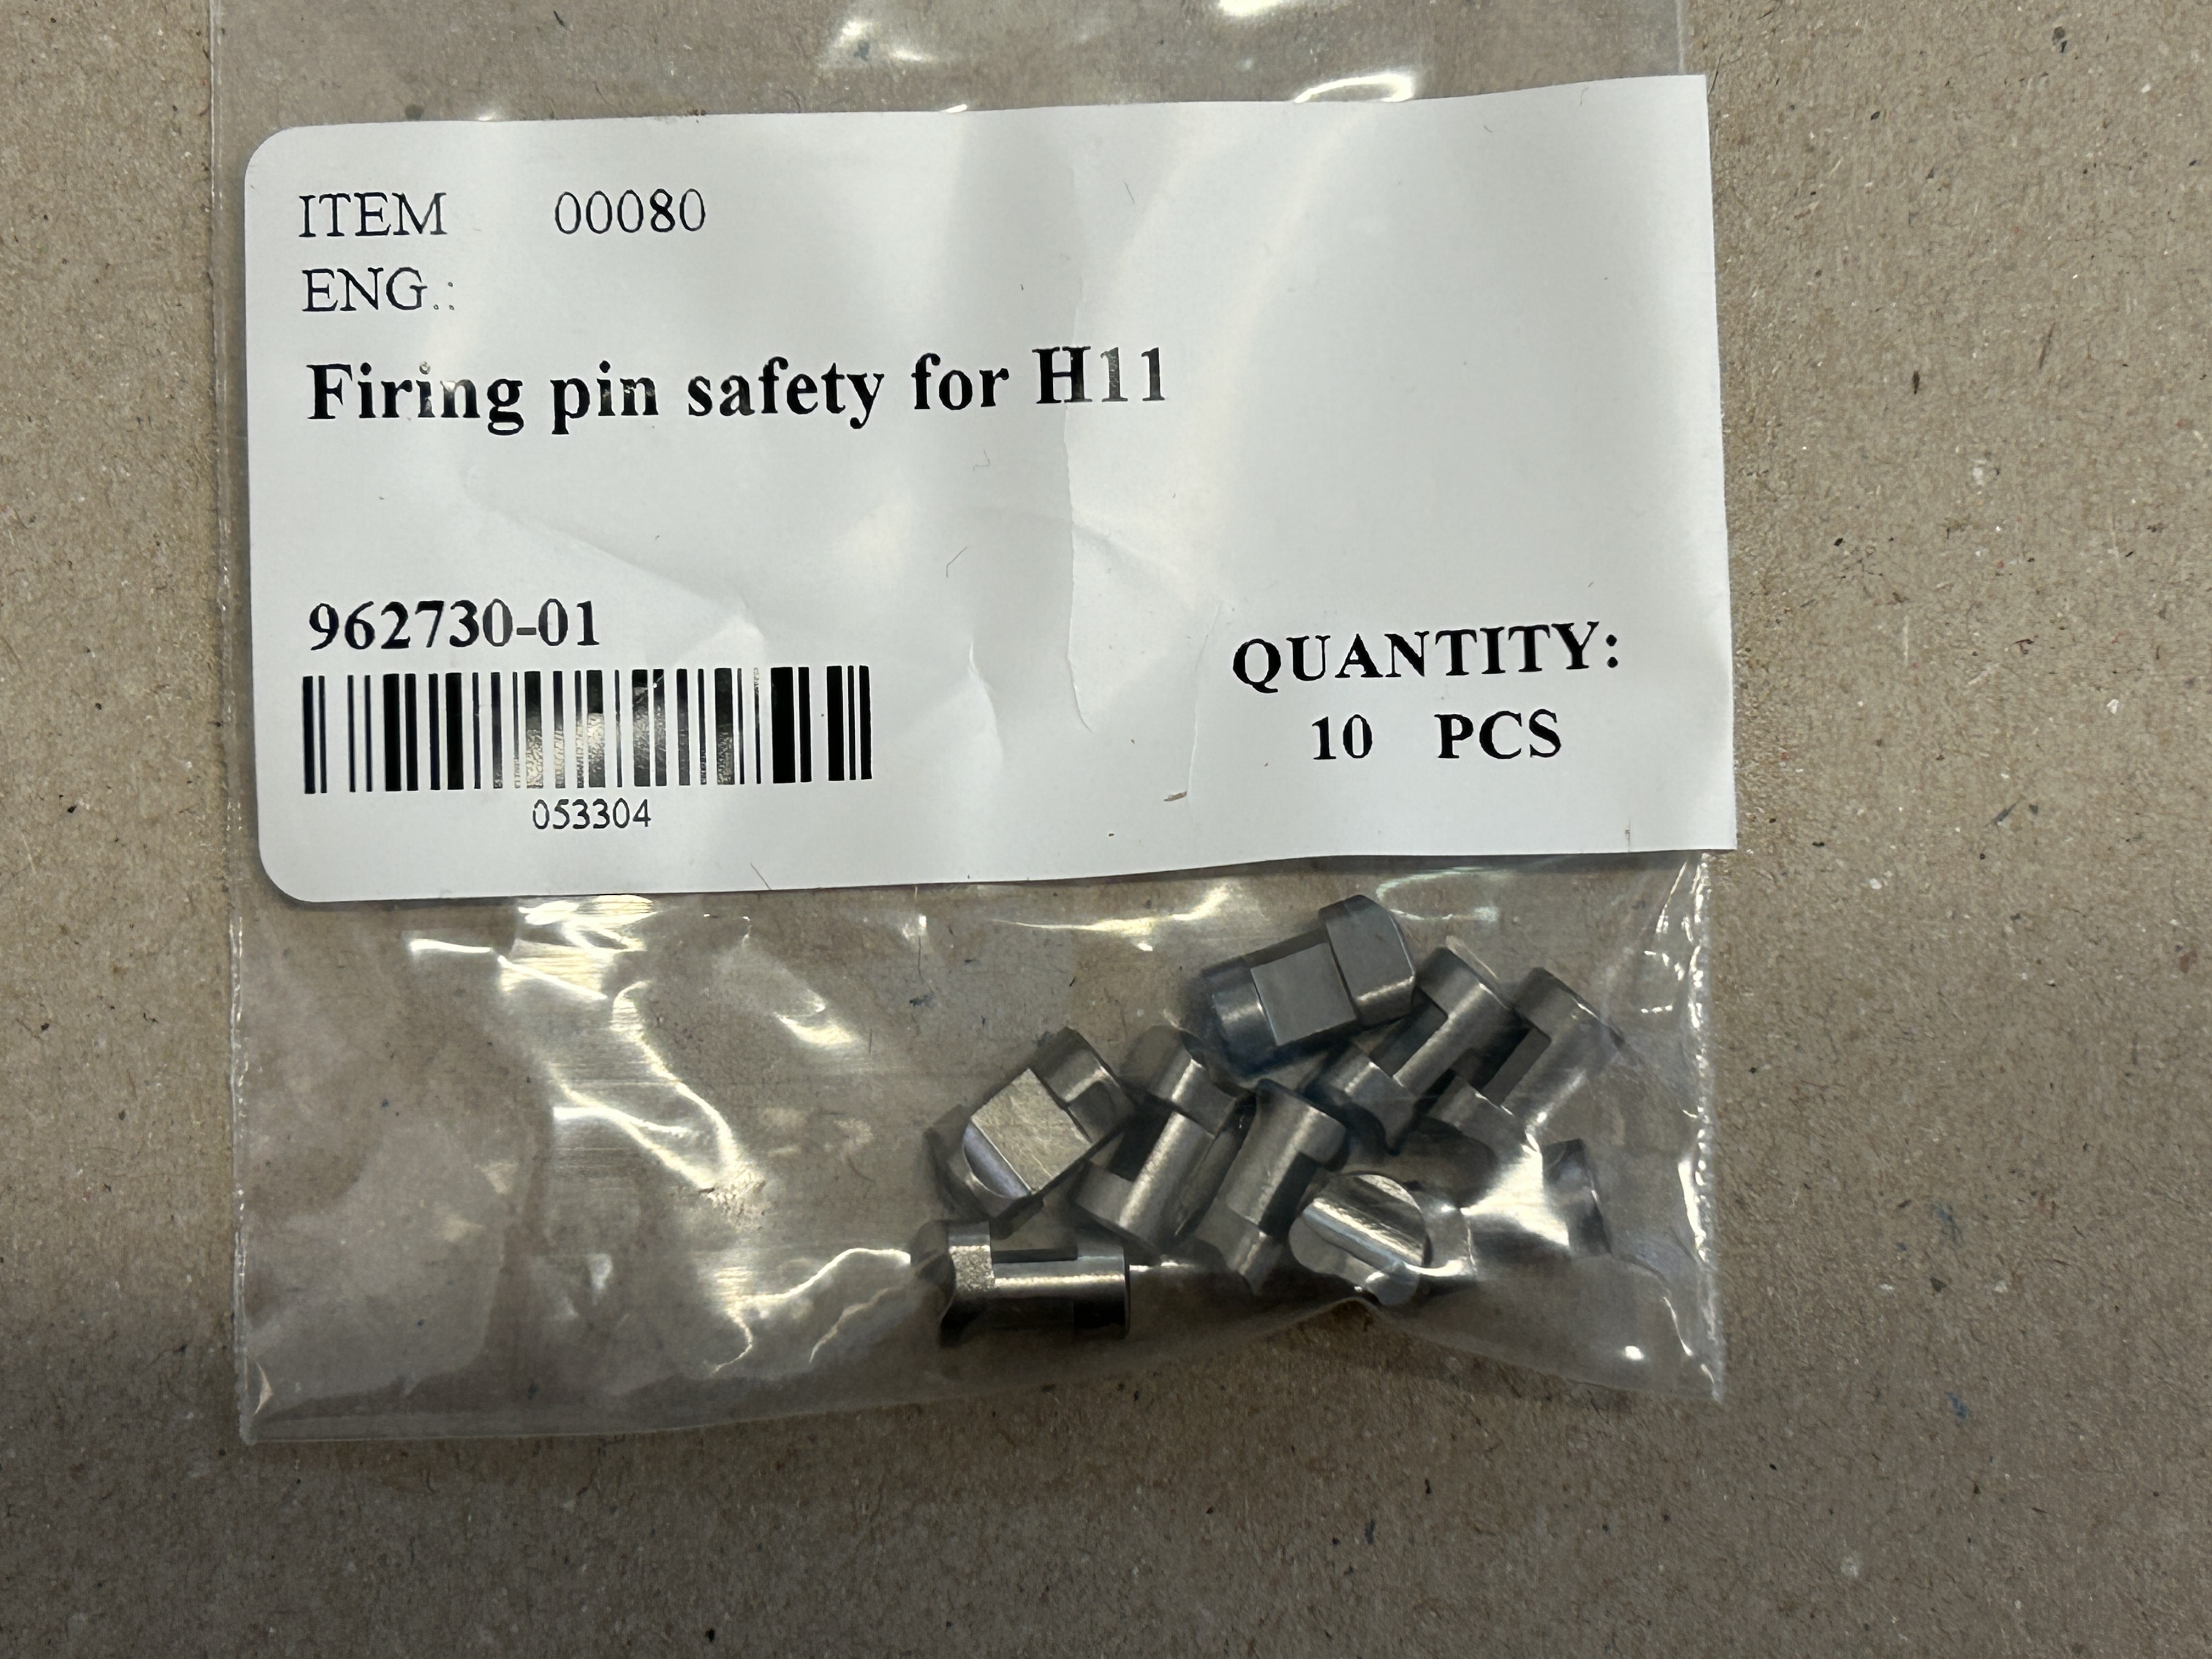 ITEM 00080
ENG.:
Firing pin safety for H11
962730-01
053304
QUANTITY:
10 PCS